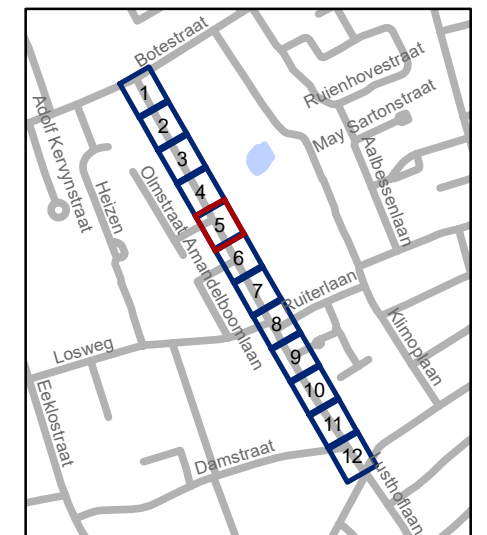 Botestraat
Ruienhovestraat
May Sartonstraat
Adolf Kervynstraat
Aalbessenlaan
Heizen
Olmstraat
Amandelboomlaan
1
2
3
4
5
6
7
8
9
10
11
12
Ruiterlaan
Klimoplaan
Losweg
Eeklostraat
Damstraat
Lusthoflaan